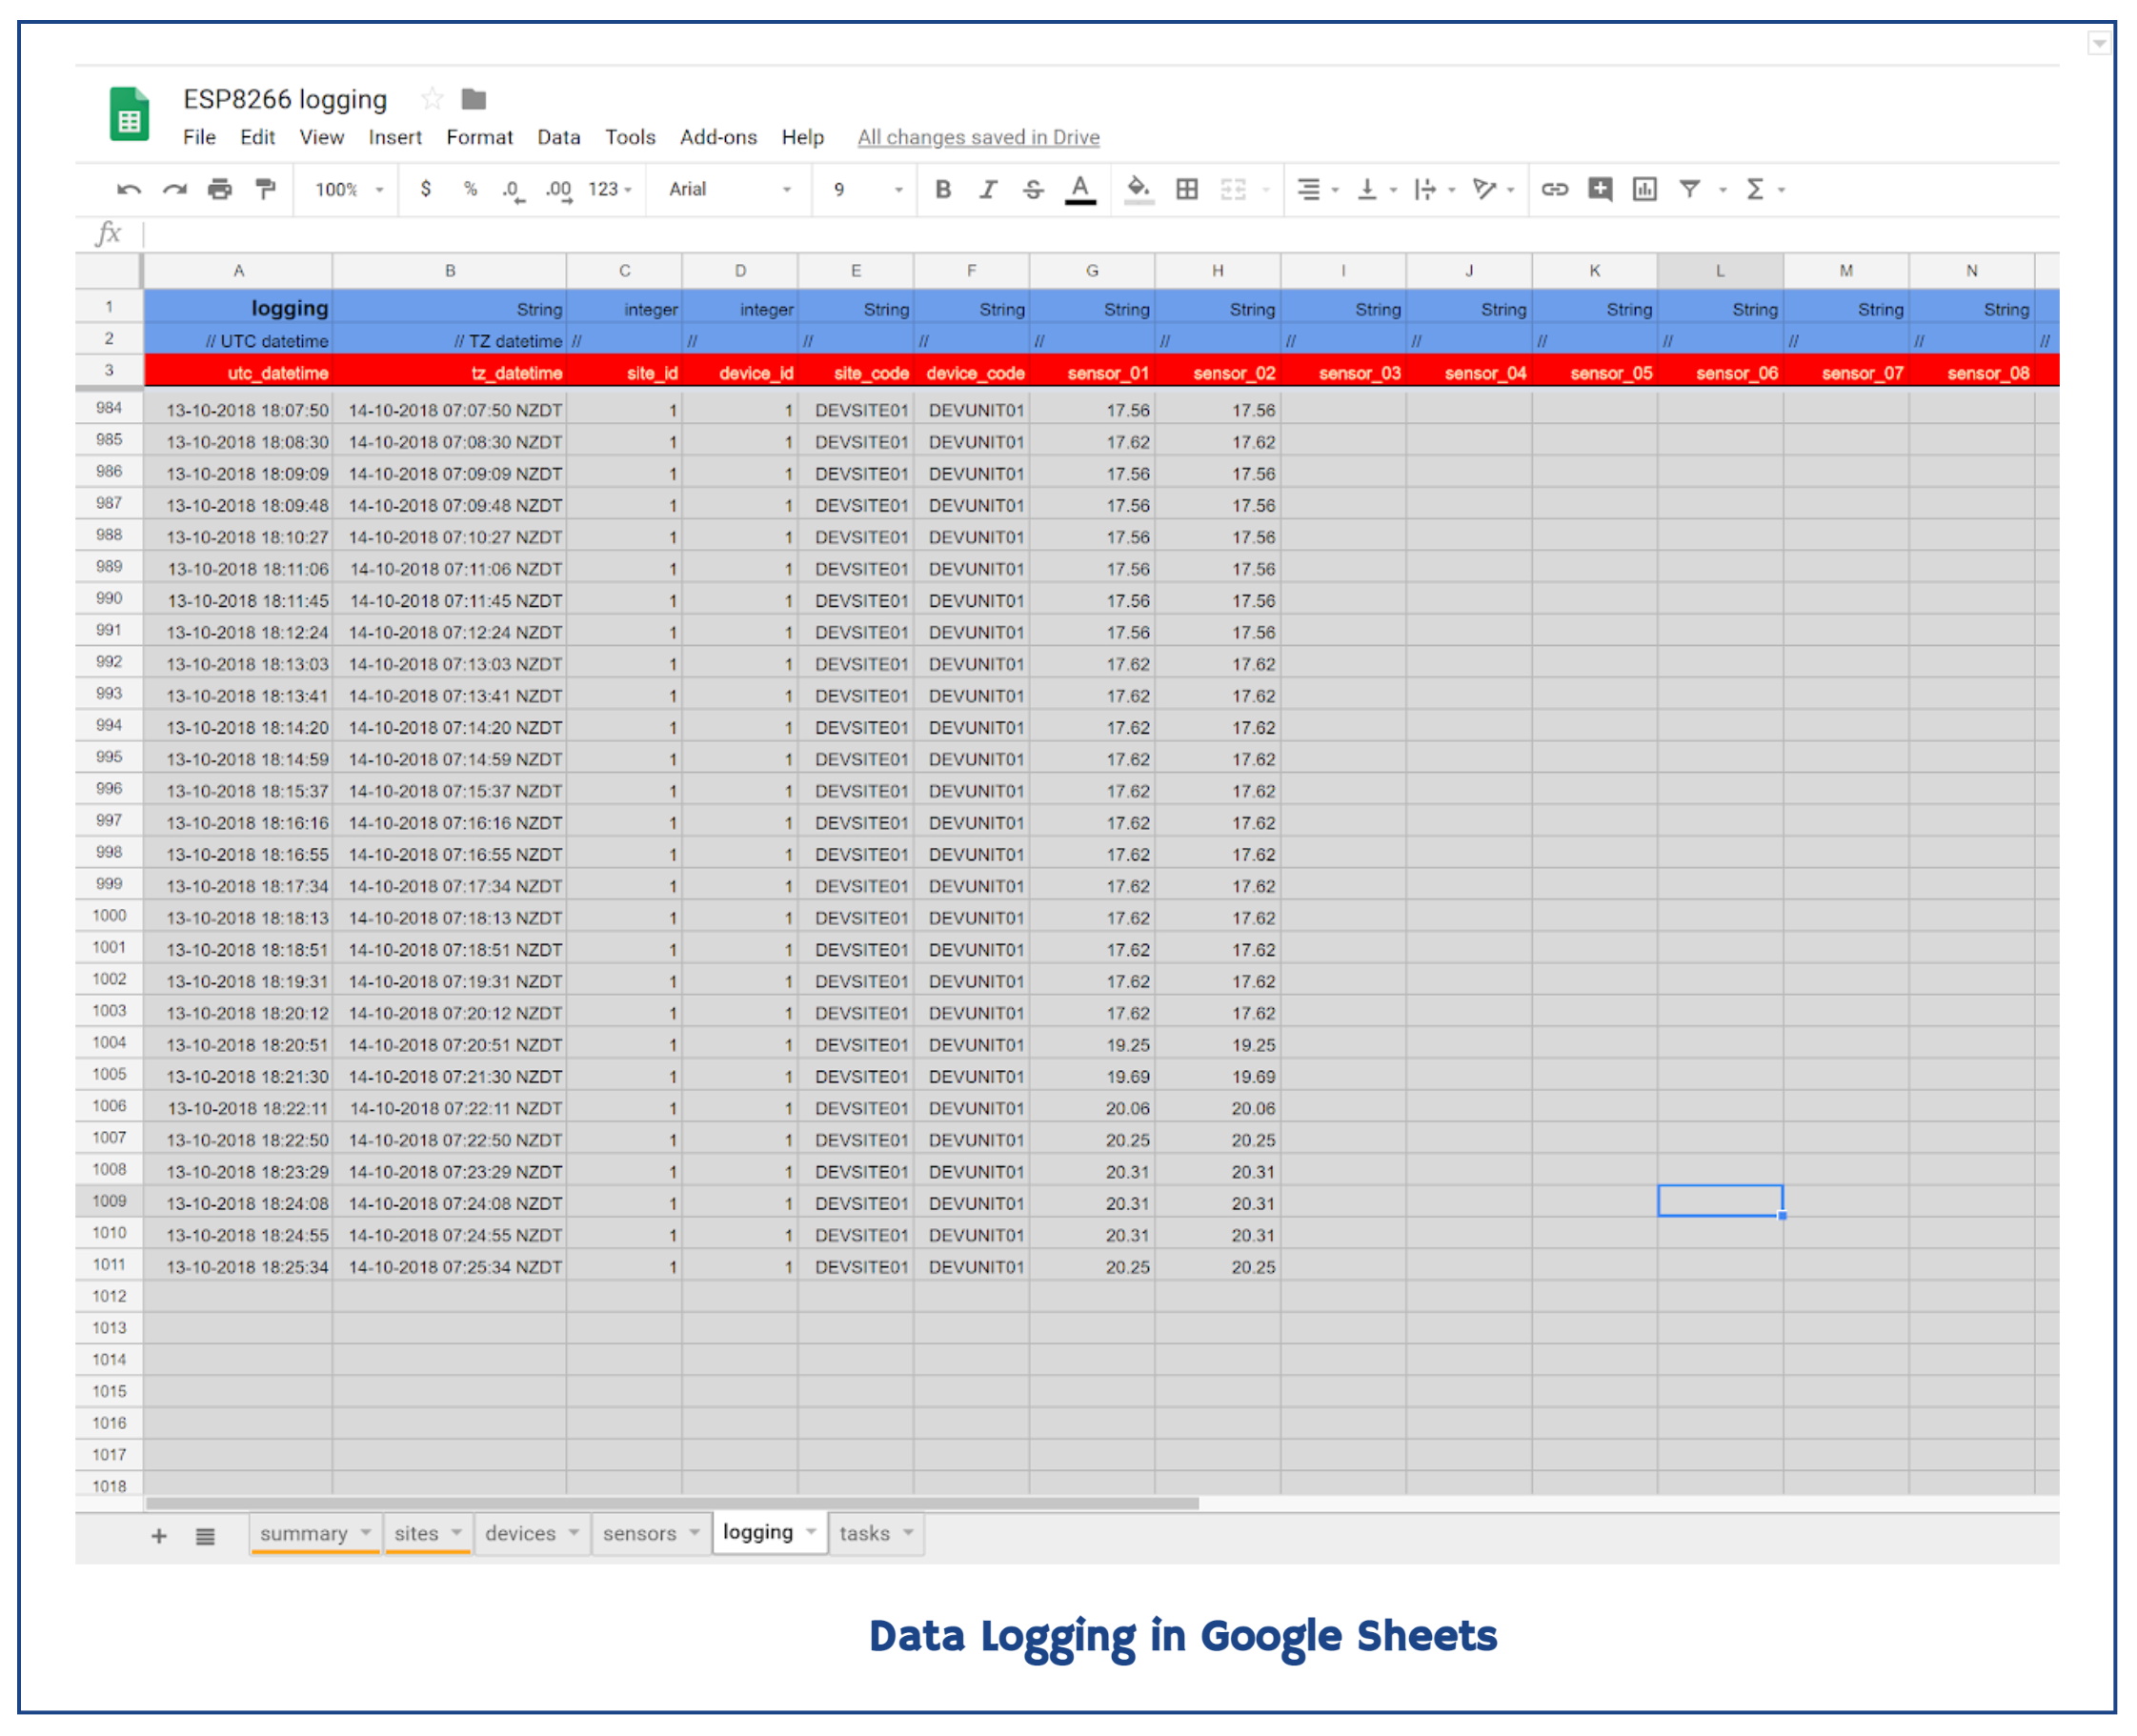 ESP8266 logging
File Edit View Insert Format Data Tools Add-ons Help All changes saved in Drive
100% $ % .0 .00 123 Arial 9 B I S A Σ
fx
A B C D E F G H I J K L M N
1 logging String integer integer String String String String String String String String String String
2 // UTC datetime // TZ datetime // // // // // // // // // // // // //
3 utc_datetime tz_datetime site_id device_id site_code device_code sensor_01 sensor_02 sensor_03 sensor_04 sensor_05 sensor_06 sensor_07 sensor_08
984 13-10-2018 18:07:50 14-10-2018 07:07:50 NZDT 1 1 DEVSITE01 DEVUNIT01 17.56 17.56
985 13-10-2018 18:08:30 14-10-2018 07:08:30 NZDT 1 1 DEVSITE01 DEVUNIT01 17.62 17.62
986 13-10-2018 18:09:09 14-10-2018 07:09:09 NZDT 1 1 DEVSITE01 DEVUNIT01 17.56 17.56
987 13-10-2018 18:09:48 14-10-2018 07:09:48 NZDT 1 1 DEVSITE01 DEVUNIT01 17.56 17.56
988 13-10-2018 18:10:27 14-10-2018 07:10:27 NZDT 1 1 DEVSITE01 DEVUNIT01 17.56 17.56
989 13-10-2018 18:11:06 14-10-2018 07:11:06 NZDT 1 1 DEVSITE01 DEVUNIT01 17.56 17.56
990 13-10-2018 18:11:45 14-10-2018 07:11:45 NZDT 1 1 DEVSITE01 DEVUNIT01 17.56 17.56
991 13-10-2018 18:12:24 14-10-2018 07:12:24 NZDT 1 1 DEVSITE01 DEVUNIT01 17.56 17.56
992 13-10-2018 18:13:03 14-10-2018 07:13:03 NZDT 1 1 DEVSITE01 DEVUNIT01 17.62 17.62
993 13-10-2018 18:13:41 14-10-2018 07:13:41 NZDT 1 1 DEVSITE01 DEVUNIT01 17.62 17.62
994 13-10-2018 18:14:20 14-10-2018 07:14:20 NZDT 1 1 DEVSITE01 DEVUNIT01 17.62 17.62
995 13-10-2018 18:14:59 14-10-2018 07:14:59 NZDT 1 1 DEVSITE01 DEVUNIT01 17.62 17.62
996 13-10-2018 18:15:37 14-10-2018 07:15:37 NZDT 1 1 DEVSITE01 DEVUNIT01 17.62 17.62
997 13-10-2018 18:16:16 14-10-2018 07:16:16 NZDT 1 1 DEVSITE01 DEVUNIT01 17.62 17.62
998 13-10-2018 18:16:55 14-10-2018 07:16:55 NZDT 1 1 DEVSITE01 DEVUNIT01 17.62 17.62
999 13-10-2018 18:17:34 14-10-2018 07:17:34 NZDT 1 1 DEVSITE01 DEVUNIT01 17.62 17.62
1000 13-10-2018 18:18:13 14-10-2018 07:18:13 NZDT 1 1 DEVSITE01 DEVUNIT01 17.62 17.62
1001 13-10-2018 18:18:51 14-10-2018 07:18:51 NZDT 1 1 DEVSITE01 DEVUNIT01 17.62 17.62
1002 13-10-2018 18:19:31 14-10-2018 07:19:31 NZDT 1 1 DEVSITE01 DEVUNIT01 17.62 17.62
1003 13-10-2018 18:20:12 14-10-2018 07:20:12 NZDT 1 1 DEVSITE01 DEVUNIT01 17.62 17.62
1004 13-10-2018 18:20:51 14-10-2018 07:20:51 NZDT 1 1 DEVSITE01 DEVUNIT01 19.25 19.25
1005 13-10-2018 18:21:30 14-10-2018 07:21:30 NZDT 1 1 DEVSITE01 DEVUNIT01 19.69 19.69
1006 13-10-2018 18:22:11 14-10-2018 07:22:11 NZDT 1 1 DEVSITE01 DEVUNIT01 20.06 20.06
1007 13-10-2018 18:22:50 14-10-2018 07:22:50 NZDT 1 1 DEVSITE01 DEVUNIT01 20.25 20.25
1008 13-10-2018 18:23:29 14-10-2018 07:23:29 NZDT 1 1 DEVSITE01 DEVUNIT01 20.31 20.31
1009 13-10-2018 18:24:08 14-10-2018 07:24:08 NZDT 1 1 DEVSITE01 DEVUNIT01 20.31 20.31
1010 13-10-2018 18:24:55 14-10-2018 07:24:55 NZDT 1 1 DEVSITE01 DEVUNIT01 20.31 20.31
1011 13-10-2018 18:25:34 14-10-2018 07:25:34 NZDT 1 1 DEVSITE01 DEVUNIT01 20.25 20.25
1012
1013
1014
1015
1016
1017
1018
summary sites devices sensors logging tasks
Data Logging in Google Sheets